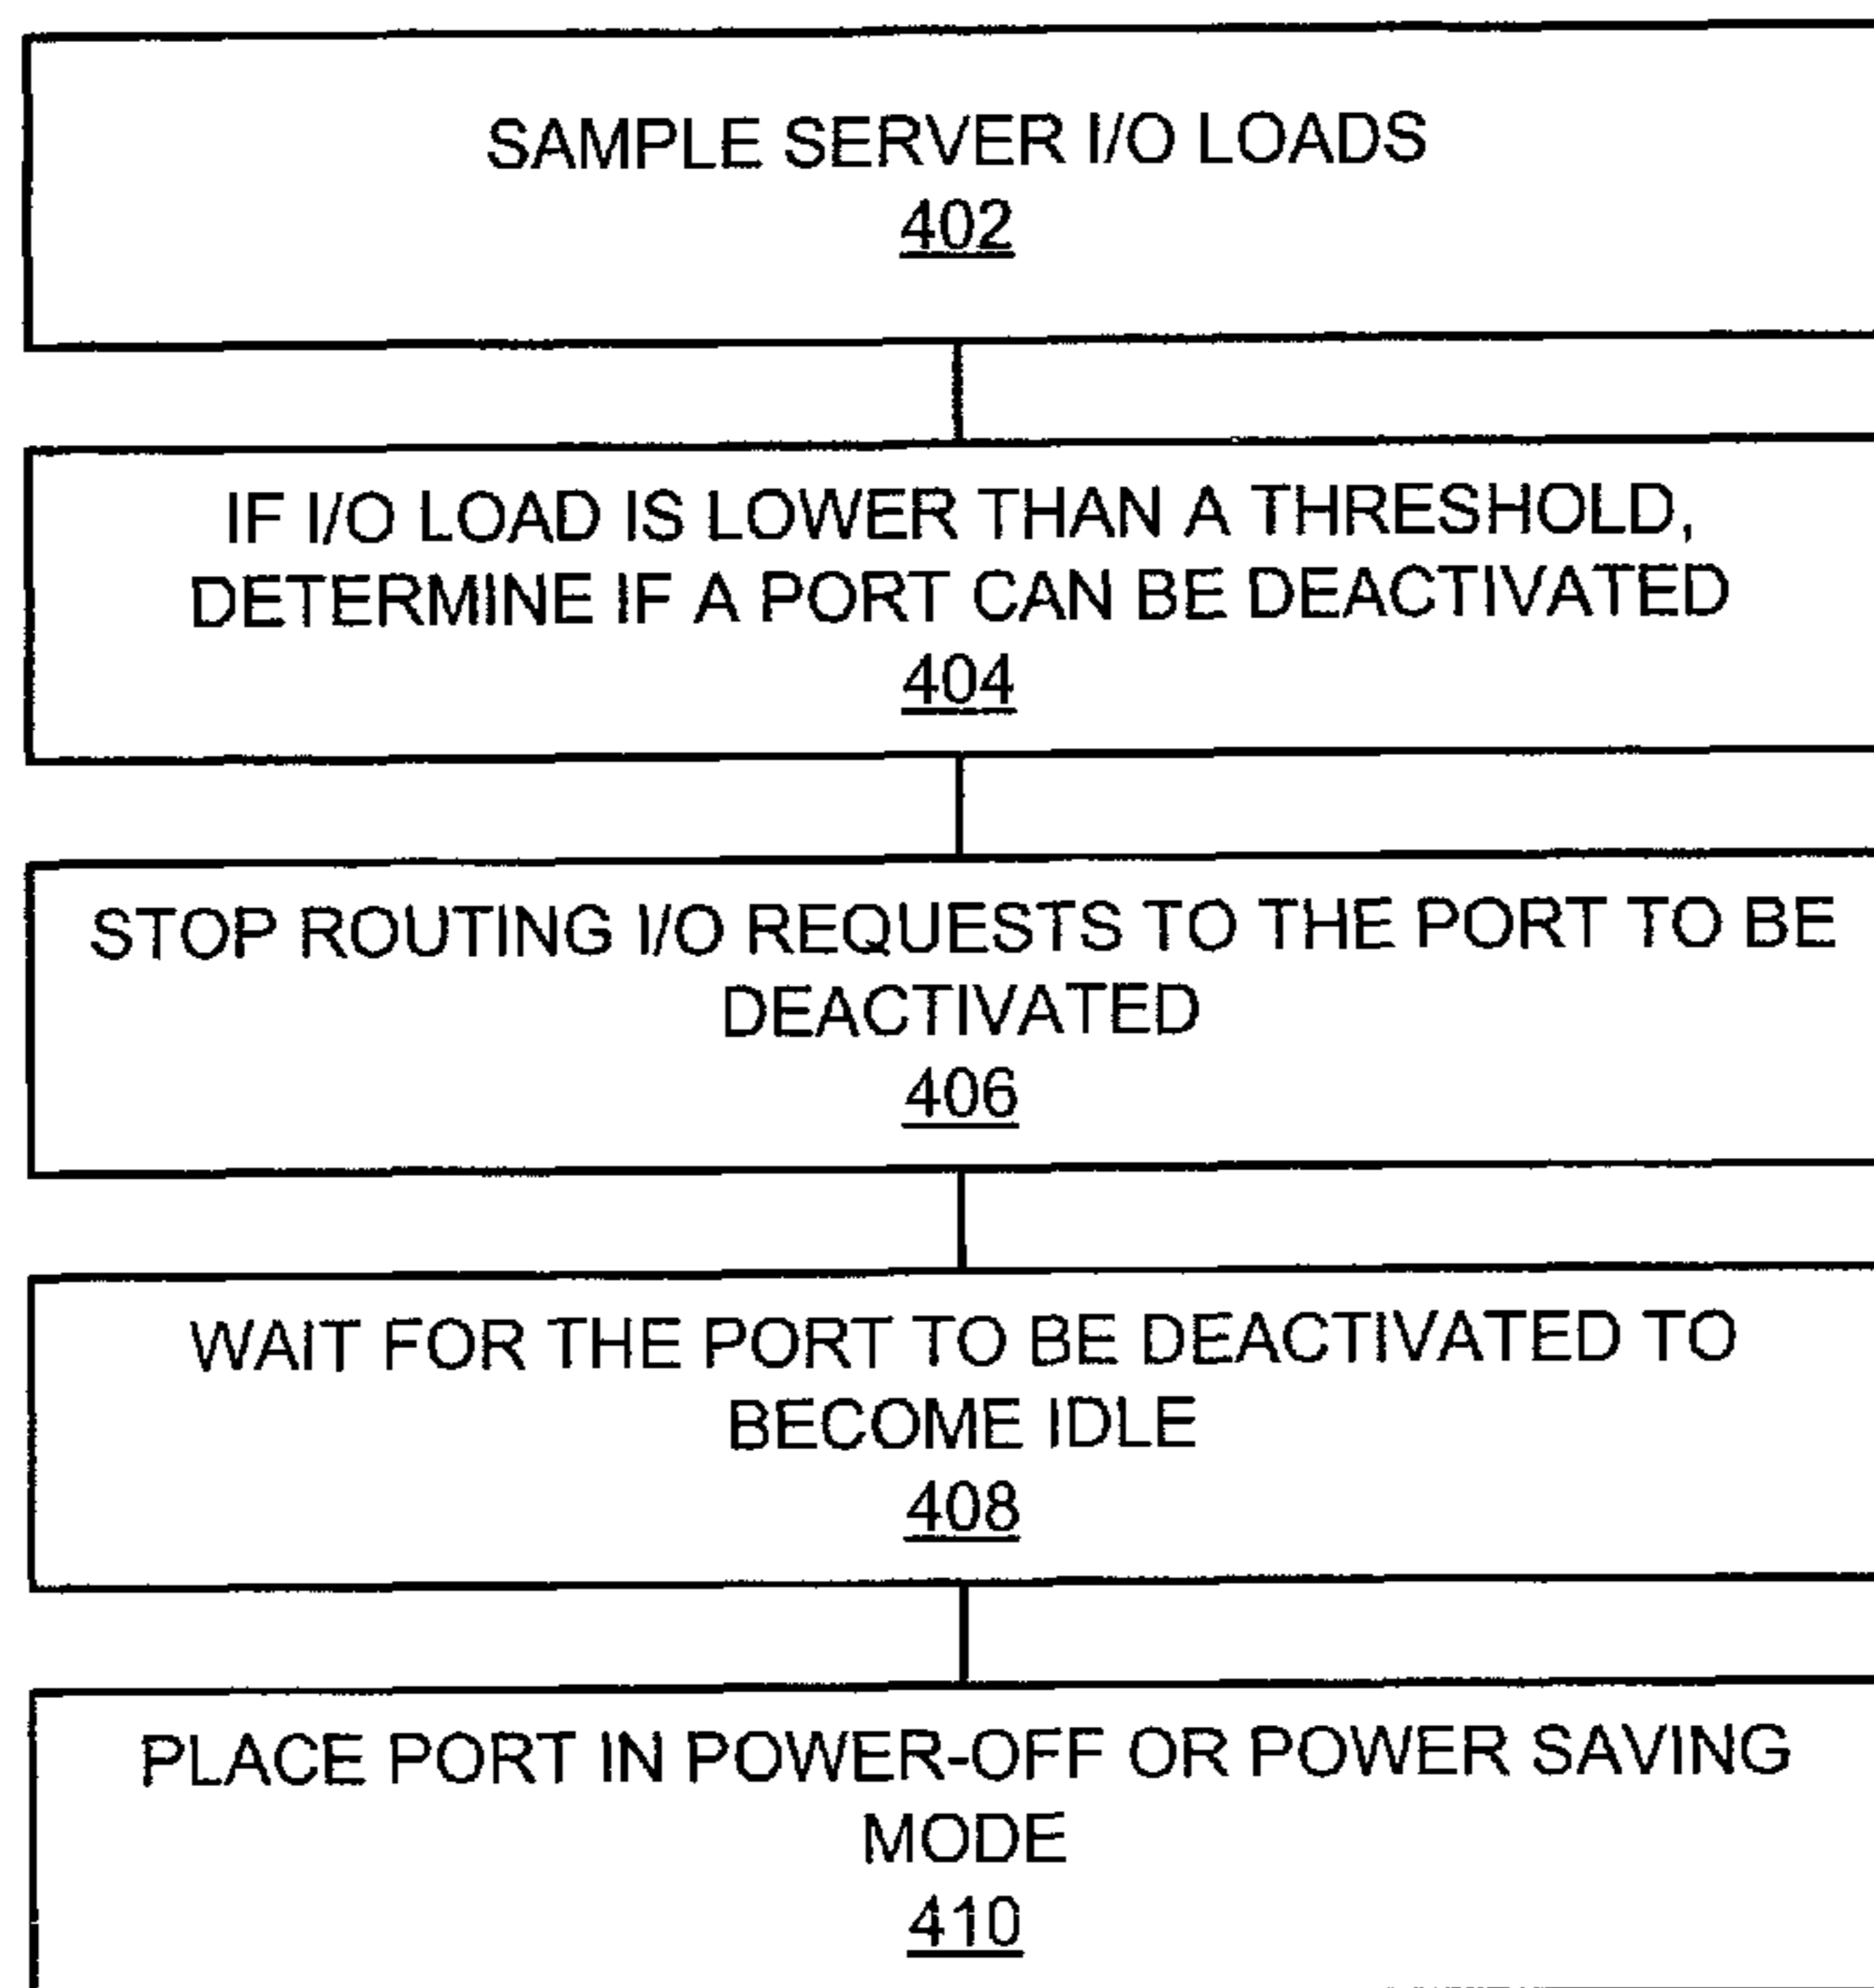 SAMPLE SERVER I/O LOADS
402
IF I/O LOAD IS LOWER THAN A THRESHOLD,
DETERMINE IF A PORT CAN BE DEACTIVATED
404
STOP ROUTING I/O REQUESTS TO THE PORT TO BE
DEACTIVATED
406
WAIT FOR THE PORT TO BE DEACTIVATED TO
BECOME IDLE
408
PLACE PORT IN POWER-OFF OR POWER SAVING
MODE
410